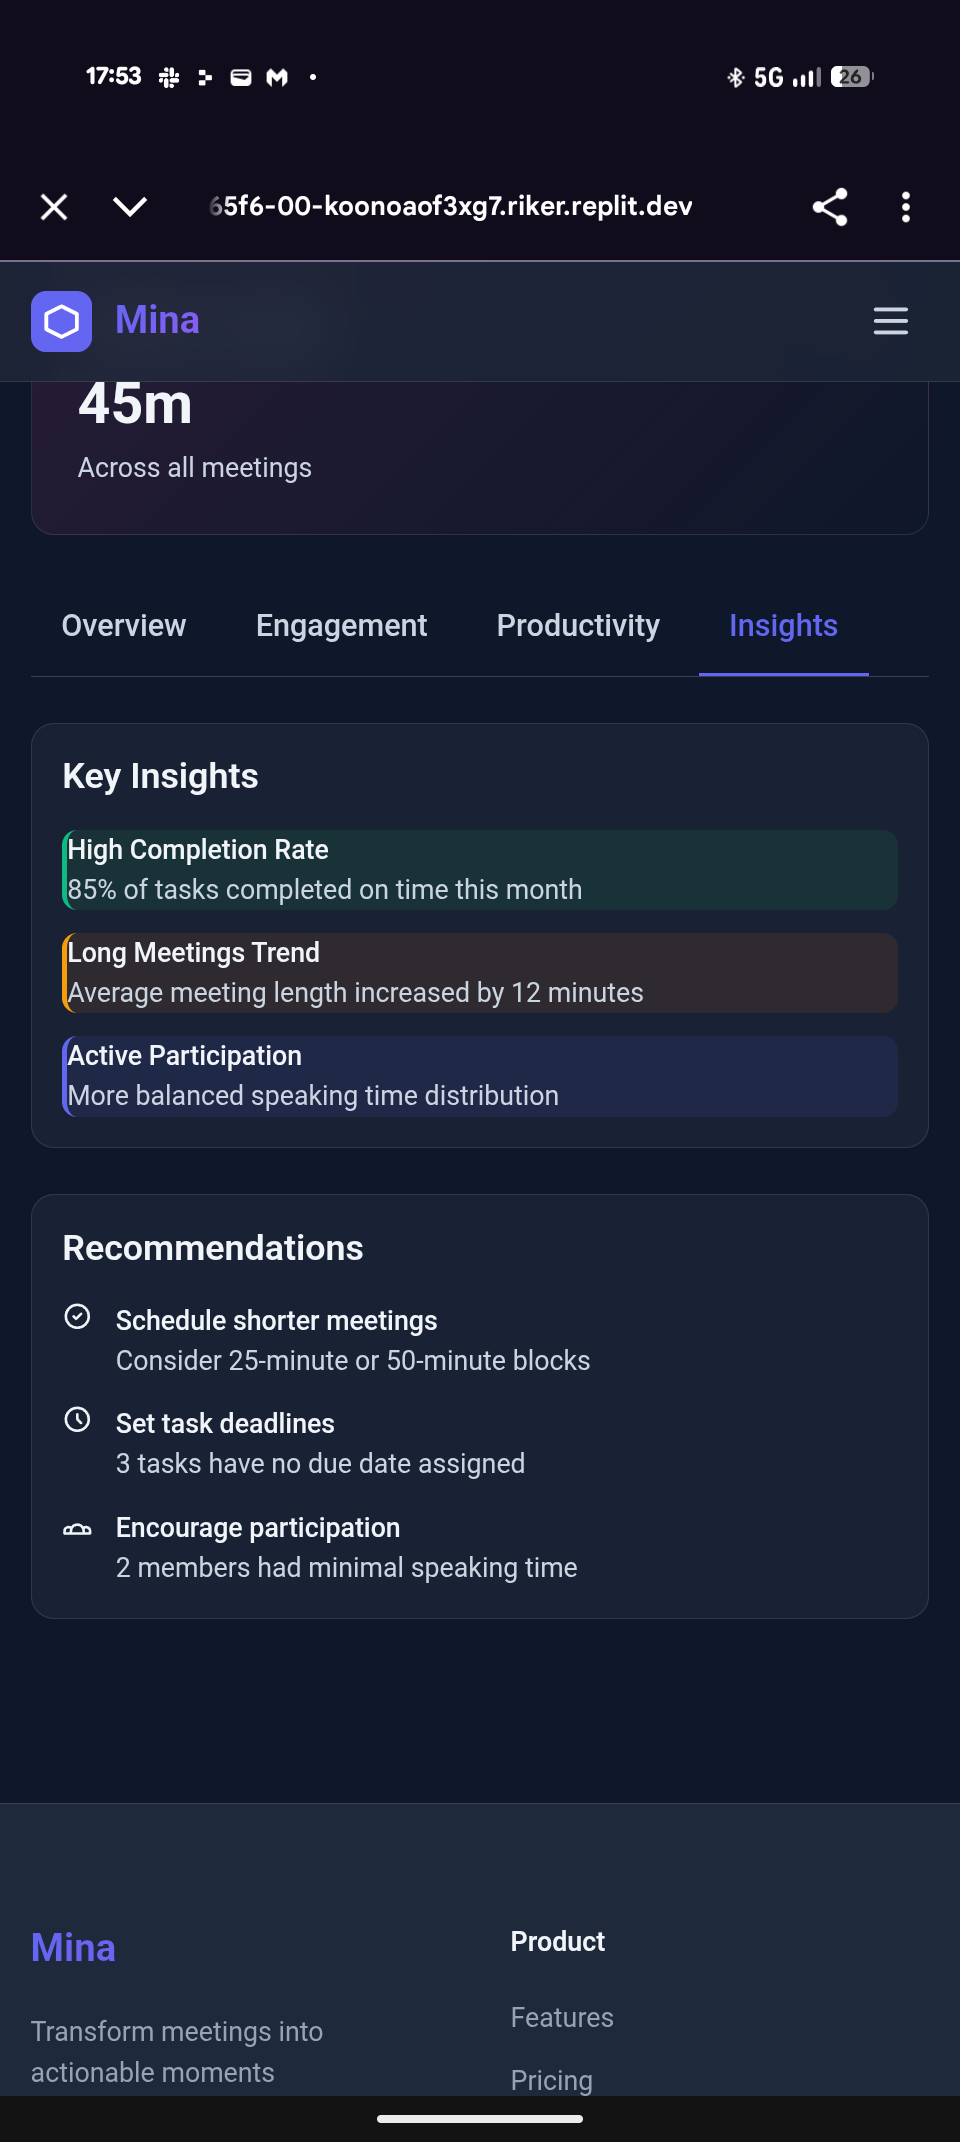 17:53
5G
26
65f6-00-koonoaof3xg7.riker.replit.dev
Mina
45m
Across all meetings
Overview Engagement Productivity Insights
Key Insights
High Completion Rate
85% of tasks completed on time this month
Long Meetings Trend
Average meeting length increased by 12 minutes
Active Participation
More balanced speaking time distribution
Recommendations
Schedule shorter meetings
Consider 25-minute or 50-minute blocks
Set task deadlines
3 tasks have no due date assigned
Encourage participation
2 members had minimal speaking time
Mina
Transform meetings into
actionable moments
Product
Features
Pricing